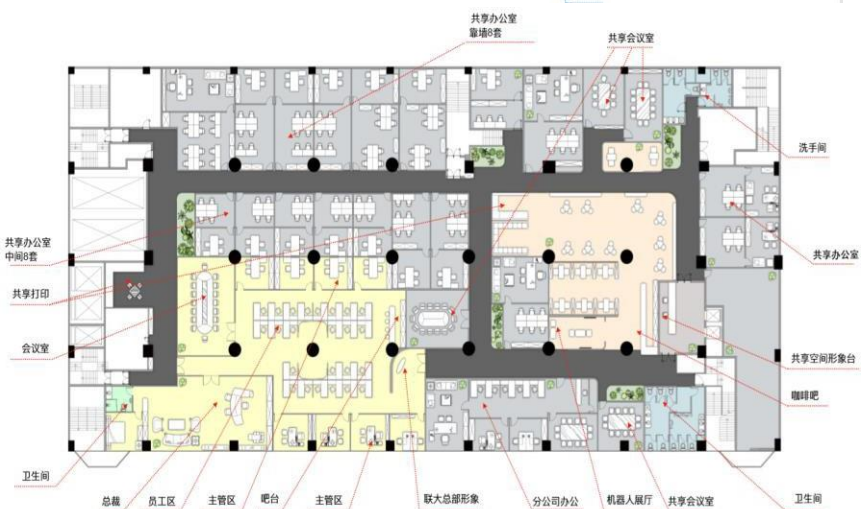 共享办公室
靠墙8套
共享会议室
洗手间
共享办公室
中间8套
共享办公室
共享打印
会议室
共享空间形象台
咖啡吧
卫生间
总裁
员工区
主管区
吧台
主管区
联大总部形象
分公司办公
机器人展厅
共享会议室
卫生间